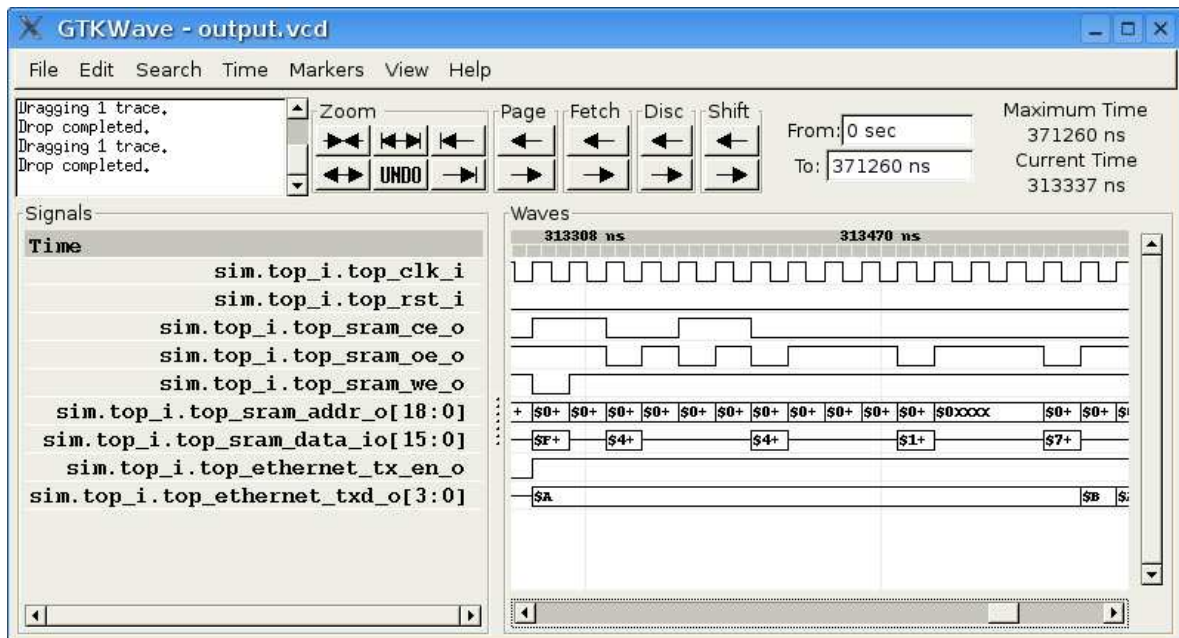 GTKWave - output.vcd
File Edit Search Time Markers View Help
Dragging 1 trace.
Drop completed.
Dragging 1 trace.
Drop completed.
Zoom
UNDO
Page
Fetch
Disc
Shift
From: 0 sec
To: 371260 ns
Maximum Time
371260 ns
Current Time
313337 ns
Signals
Time
sim.top_i.top_clk_i
sim.top_i.top_rst_i
sim.top_i.top_sram_ce_o
sim.top_i.top_sram_oe_o
sim.top_i.top_sram_we_o
sim.top_i.top_sram_addr_o[18:0]
sim.top_i.top_sram_data_io[15:0]
sim.top_i.top_ethernet_tx_en_o
sim.top_i.top_ethernet_txd_o[3:0]
Waves
313308 ns 313470 ns
+ $0+ $0+ $0+ $0+ $0+ $0+ $0+ $0+ $0+ $0+ $0+ $0XXXX $0+ $0+
$F+ $4+ $4+ $1+ $7+
$A $B